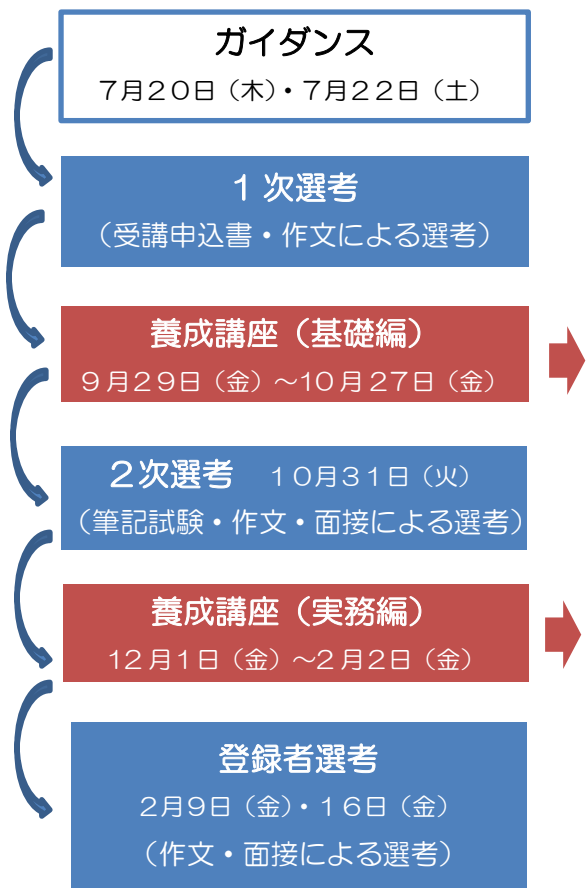 ガイダンス
7月20日（木）・7月22日（土）
１次選考
（受講申込書・作文による選考）
養成講座（基礎編）
9月29日（金）～10月27日（金）
２次選考　10月31日（火）
（筆記試験・作文・面接による選考）
養成講座（実務編）
12月1日（金）～2月2日（金）
登録者選考
2月9日（金）・16日（金）
（作文・面接による選考）